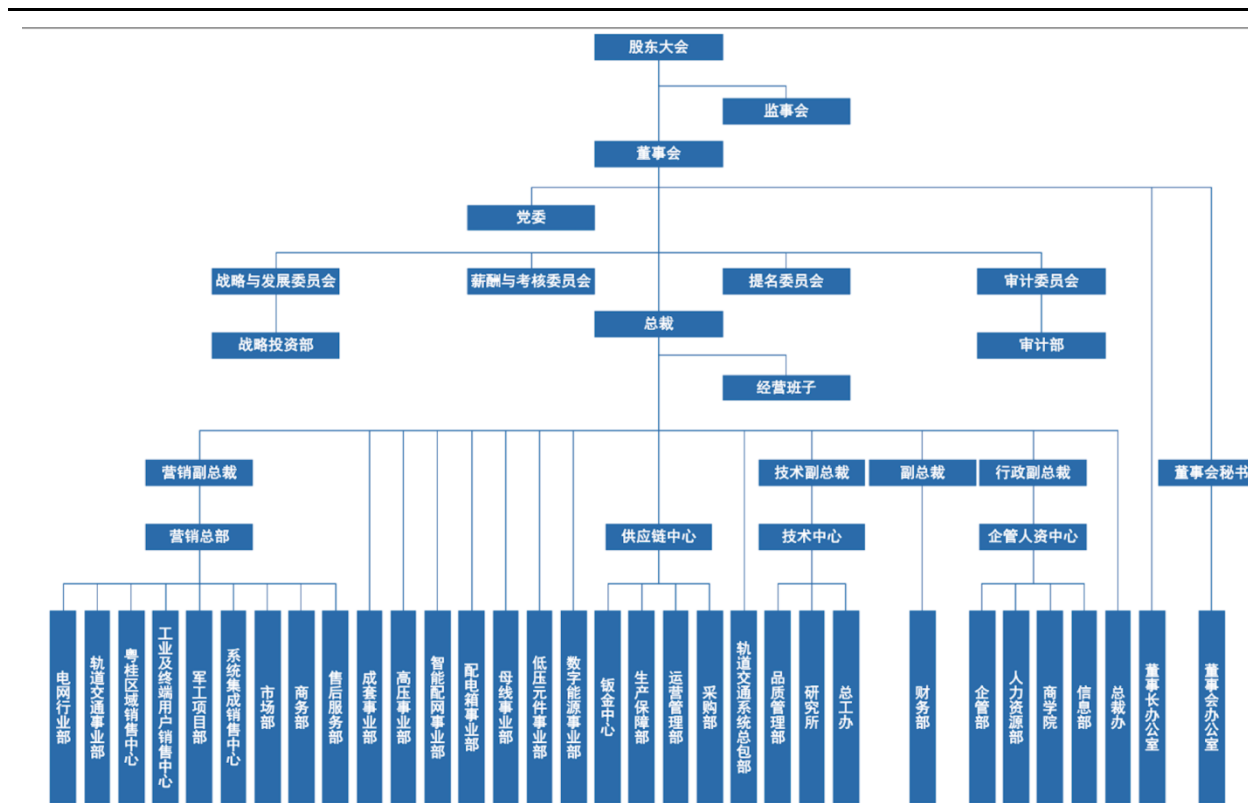 股东大会
监事会
董事会
党委
战略与发展委员会
薪酬与考核委员会
提名委员会
审计委员会
总裁
战略投资部
审计部
经营班子
营销副总裁
技术副总裁
副总裁
行政副总裁
董事会秘书
营销总部
供应链中心
技术中心
企管人资中心
电网行业部
轨道交通事业部
粤桂区域销售中心
工业及终端用户销售中心
军工项目部
系统集成销售中心
市场部
商务部
售后服务部
成套事业部
高压事业部
智能配网事业部
配电箱事业部
母线事业部
低压元件事业部
数字能源事业部
钣金中心
生产保障部
运营管理部
采购部
轨道交通系统总包部
品质管理部
研究所
总工办
财务部
企管部
人力资源部
商学院
信息部
总裁办
董事长办公室
董事会办公室